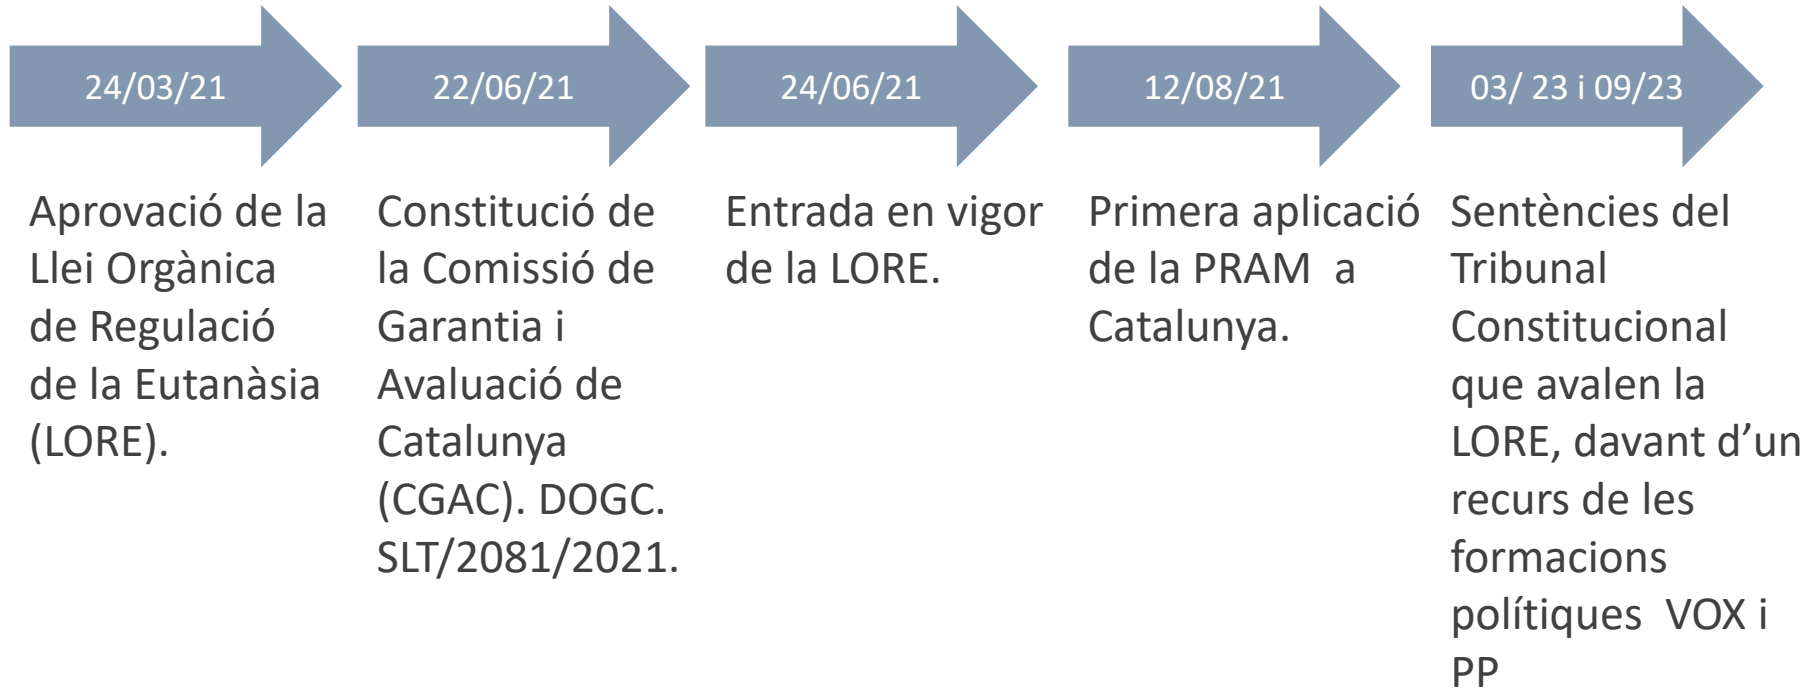 24/03/21
Aprovació de la
Llei Orgànica
de Regulació
de la Eutanàsia
(LORE).
22/06/21
Constitució de
la Comissió de
Garantia i
Avaluació de
Catalunya
(CGAC). DOGC.
SLT/2081/2021.
24/06/21
Entrada en vigor
de la LORE.
12/08/21
Primera aplicació
de la PRAM  a
Catalunya.
03/ 23 i 09/23
Sentències del
Tribunal
Constitucional
que avalen la
LORE, davant d’un
recurs de les
formacions
polítiques  VOX i
PP